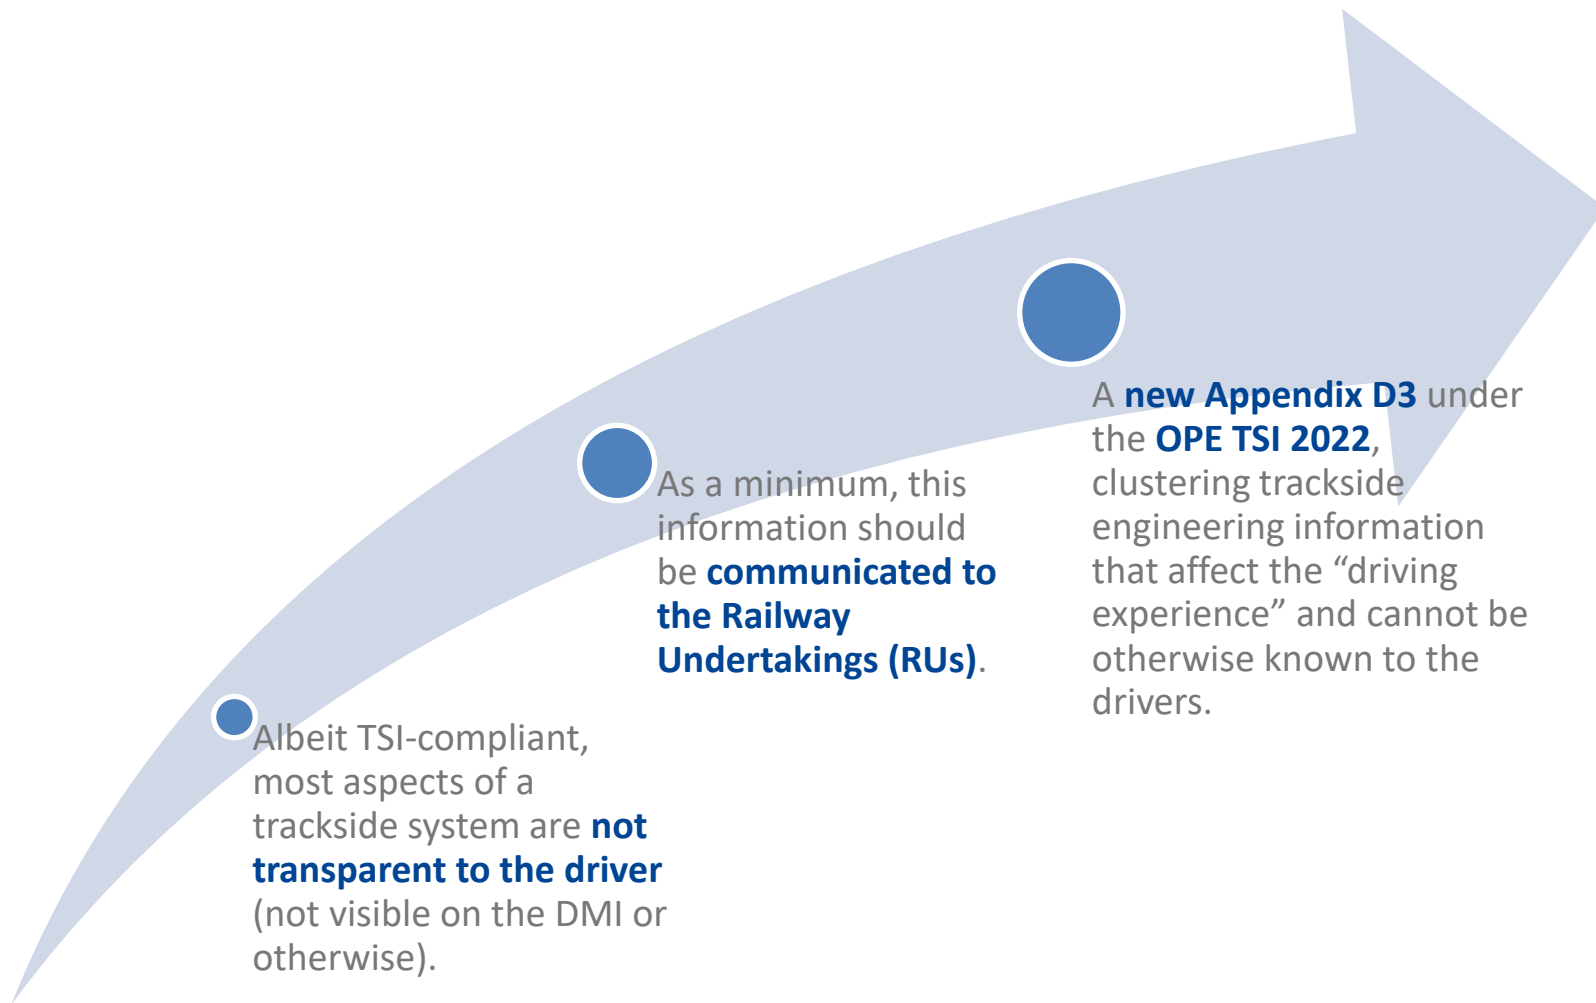 Albeit TSI-compliant,
most aspects of a
trackside system are not
transparent to the driver
(not visible on the DMI or
otherwise).
As a minimum, this
information should
be communicated to
the Railway
Undertakings (RUs).
A new Appendix D3 under
the OPE TSI 2022,
clustering trackside
engineering information
that affect the “driving
experience” and cannot be
otherwise known to the
drivers.